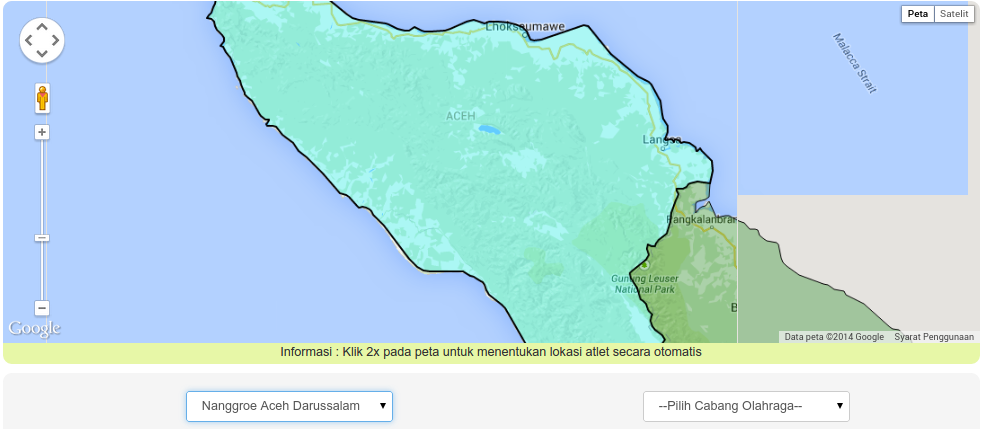 Peta Satelit
Lhokseumawe
Malacca Strait
ACEH
Langsa
Pangkalanbran
Gunung Leuser
National Park
B
Google
Data peta ©2014 Google Syarat Penggunaan
Informasi : Klik 2x pada peta untuk menentukan lokasi atlet secara otomatis
Nanggroe Aceh Darussalam
--Pilih Cabang Olahraga--